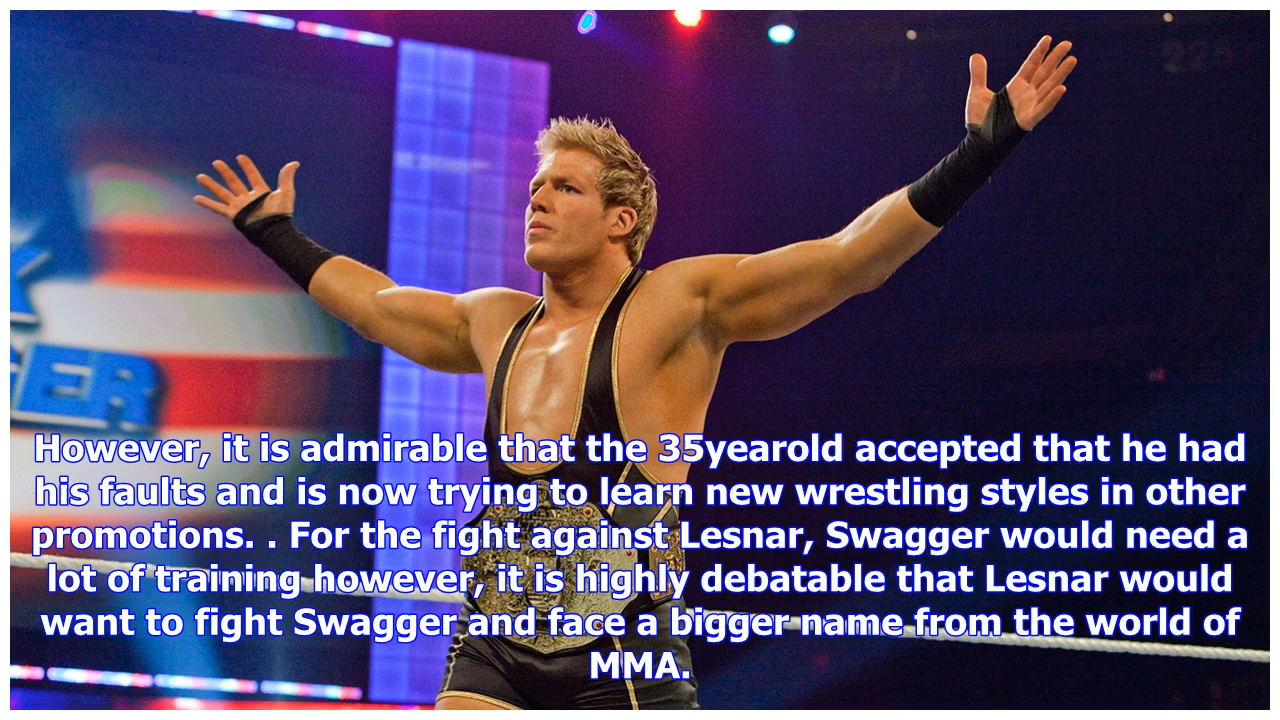 228
K
GER
However, it is admirable that the 35yearold accepted that he had
his faults and is now trying to learn new wrestling styles in other
promotions. . For the fight against Lesnar, Swagger would need a
lot of training however, it is highly debatable that Lesnar would
want to fight Swagger and face a bigger name from the world of
MMA.